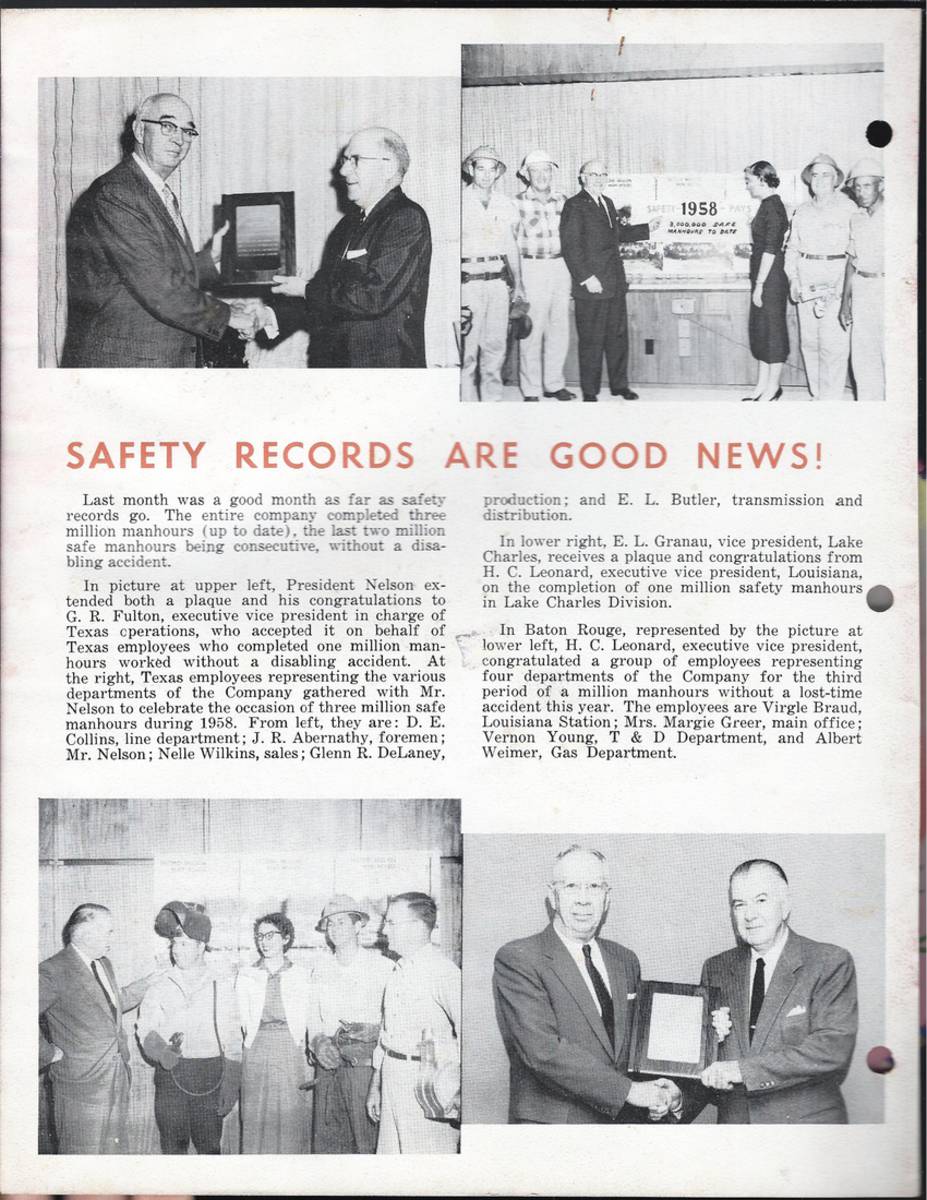 SAFETY 1958 PAYS
3,000,000 SAFE
MANHOURS TO DATE
SAFETY RECORDS ARE GOOD NEWS!
Last month was a good month as far as safety
records go. The entire company completed three
million manhours (up to date), the last two million
safe manhours being consecutive, without a disa-
bling accident.
In picture at upper left, President Nelson ex-
tended both a plaque and his congratulations to
G. R. Fulton, executive vice president in charge of
Texas operations, who accepted it on behalf of
Texas employees who completed one million man-
hours worked without a disabling accident. At
the right, Texas employees representing the various
departments of the Company gathered with Mr.
Nelson to celebrate the occasion of three million safe
manhours during 1958. From left, they are: D. E.
Collins, line department; J. R. Abernathy, foremen;
Mr. Nelson; Nelle Wilkins, sales; Glenn R. DeLaney,
production; and E. L. Butler, transmission and
distribution.
In lower right, E. L. Granau, vice president, Lake
Charles, receives a plaque and congratulations from
H. C. Leonard, executive vice president, Louisiana,
on the completion of one million safety manhours
in Lake Charles Division.
In Baton Rouge, represented by the picture at
lower left, H. C. Leonard, executive vice president,
congratulated a group of employees representing
four departments of the Company for the third
period of a million manhours without a lost-time
accident this year. The employees are Virgle Braud,
Louisiana Station; Mrs. Margie Greer, main office;
Vernon Young, T & D Department, and Albert
Weimer, Gas Department.